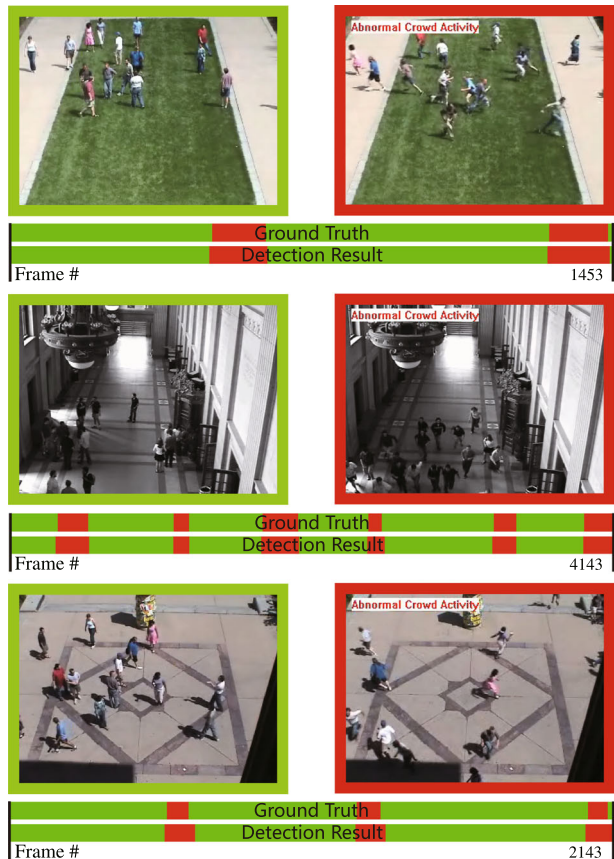 Abnormal Crowd Activity
Ground Truth
Detection Result
Frame # 1453
Abnormal Crowd Activity
Ground Truth
Detection Result
Frame # 4143
Abnormal Crowd Activity
Ground Truth
Detection Result
Frame # 2143